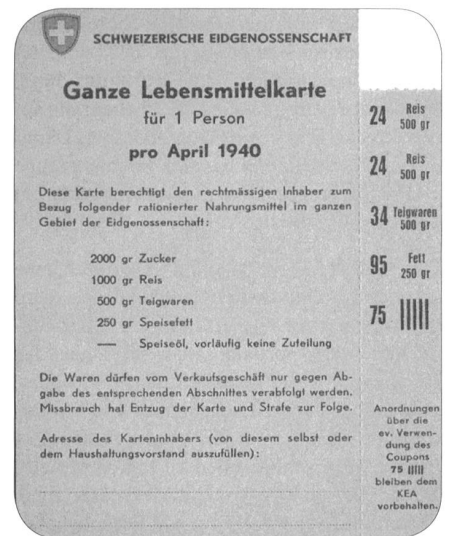 SCHWEIZERISCHE EIDGENOSSENSCHAFT
Ganze Lebensmittelkarte
für 1 Person
pro April 1940
Diese Karte berechtigt den rechtmässigen Inhaber zum
Bezug folgender rationierter Nahrungsmittel im ganzen
Gebiet der Eidgenossenschaft:
2000 gr Zucker
1000 gr Reis
500 gr Teigwaren
250 gr Speisefett
— Speiseöl, vorläufig keine Zuteilung
Die Waren dürfen vom Verkaufsgeschäft nur gegen Ab-
gabe des entsprechenden Abschnittes verabfolgt werden.
Missbrauch hat Entzug der Karte und Strafe zur Folge.
Adresse des Karteninhabers (von diesem selbst oder
dem Haushaltungsvorstand auszufüllen):
24 Reis
500 gr
24 Reis
500 gr
34 Teigwaren
500 gr
95 Fett
250 gr
75 |||||
Anordnungen
über die
ev. Verwen-
dung des
Coupons
75 |||||
bleiben dem
KEA
vorbehalten.